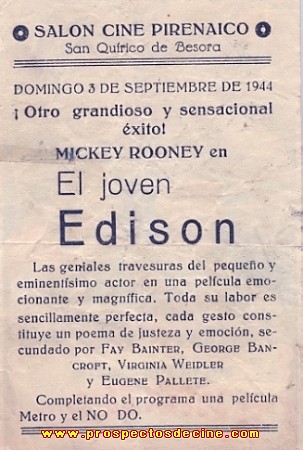 SALON CINE PIRENAICO
San Quirico de Besora
DOMINGO 3 DE SEPTIEMBRE DE 1944
¡Otro grandioso y sensacional
éxito!
MICKEY ROONEY en
El joven
Edison
Las geniales travesuras del pequeño y
eminentísimo actor en una película emo-
cionante y magnífica. Toda su labor es
sencillamente perfecta, cada gesto cons-
tituye un poema de justeza y emoción, se-
cundado por FAY BAINTER, GEORGE BAN-
CROFT, VIRGINIA WEIDLER
y EUGENE PALLETE.
Completando el programa una película
Metro y el NO DO.
www.prospectosdecine.com